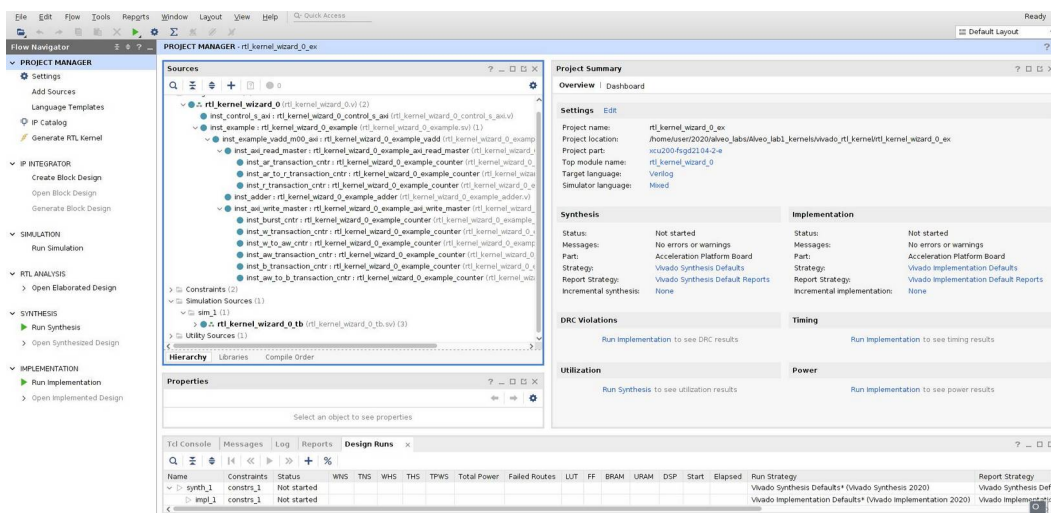 File Edit Flow Tools Reports Window Layout View Help Q- Quick Access Ready
Default Layout
Flow Navigator
PROJECT MANAGER - rtl_kernel_wizard_0_ex
PROJECT MANAGER
Settings
Add Sources
Language Templates
IP Catalog
Generate RTL Kernel
IP INTEGRATOR
Create Block Design
Open Block Design
Generate Block Design
SIMULATION
Run Simulation
RTL ANALYSIS
Open Elaborated Design
SYNTHESIS
Run Synthesis
Open Synthesized Design
IMPLEMENTATION
Run Implementation
Open Implemented Design
Sources
0
rtl_kernel_wizard_0 (rtl_kernel_wizard_0.v) (2)
inst_control_s_axi : rtl_kernel_wizard_0_control_s_axi (rtl_kernel_wizard_0_control_s_axi.v)
inst_example : rtl_kernel_wizard_0_example (rtl_kernel_wizard_0_example.sv) (1)
inst_example_vadd_m00_axi : rtl_kernel_wizard_0_example_vadd (rtl_kernel_wizard_0_examp
inst_axi_read_master : rtl_kernel_wizard_0_example_axi_read_master (rtl_kernel_wizard_0
inst_ar_transaction_cntr : rtl_kernel_wizard_0_example_counter (rtl_kernel_wizard_0_
inst_ar_to_r_transaction_cntr : rtl_kernel_wizard_0_example_counter (rtl_kernel_wiza
inst_r_transaction_cntr : rtl_kernel_wizard_0_example_counter (rtl_kernel_wizard_0_e
inst_adder : rtl_kernel_wizard_0_example_adder (rtl_kernel_wizard_0_example_adder.v)
inst_axi_write_master : rtl_kernel_wizard_0_example_axi_write_master (rtl_kernel_wizard_
inst_burst_cntr : rtl_kernel_wizard_0_example_counter (rtl_kernel_wizard_0_example_
inst_w_transaction_cntr : rtl_kernel_wizard_0_example_counter (rtl_kernel_wizard_0_
inst_w_to_aw_cntr : rtl_kernel_wizard_0_example_counter (rtl_kernel_wizard_0_examp
inst_aw_transaction_cntr : rtl_kernel_wizard_0_example_counter (rtl_kernel_wizard_0
inst_b_transaction_cntr : rtl_kernel_wizard_0_example_counter (rtl_kernel_wizard_0_e
inst_aw_to_b_transaction_cntr : rtl_kernel_wizard_0_example_counter (rtl_kernel_wiz
Constraints (2)
Simulation Sources (1)
sim_1 (1)
rtl_kernel_wizard_0_tb (rtl_kernel_wizard_0_tb.sv) (3)
Utility Sources (1)
Hierarchy Libraries Compile Order
Properties
Select an object to see properties
Project Summary
Overview | Dashboard
Settings Edit
Project name: rtl_kernel_wizard_0_ex
Project location: /home/user/2020/alveo_labs/Alveo_lab1_kernels/vivado_rtl_kernel/rtl_kernel_wizard_0_ex
Project part: xcu200-fsgd2104-2-e
Top module name: rtl_kernel_wizard_0
Target language: Verilog
Simulator language: Mixed
Synthesis
Status: Not started
Messages: No errors or warnings
Part: Acceleration Platform Board
Strategy: Vivado Synthesis Defaults
Report Strategy: Vivado Synthesis Default Reports
Incremental synthesis: None
Implementation
Status: Not started
Messages: No errors or warnings
Part: Acceleration Platform Board
Strategy: Vivado Implementation Defaults
Report Strategy: Vivado Implementation Default Reports
Incremental implementation: None
DRC Violations
Run Implementation to see DRC results
Timing
Run Implementation to see timing results
Utilization
Run Synthesis to see utilization results
Power
Run Implementation to see power results
Tcl Console Messages Log Reports Design Runs
Name Constraints Status WNS TNS WHS THS TPWS Total Power Failed Routes LUT FF BRAM URAM DSP Start Elapsed Run Strategy Report Strategy
synth_1 constrs_1 Not started Vivado Synthesis Defaults* (Vivado Synthesis 2020) Vivado Synthesis Def
impl_1 constrs_1 Not started Vivado Implementation Defaults* (Vivado Implementation 2020) Vivado Implementatio